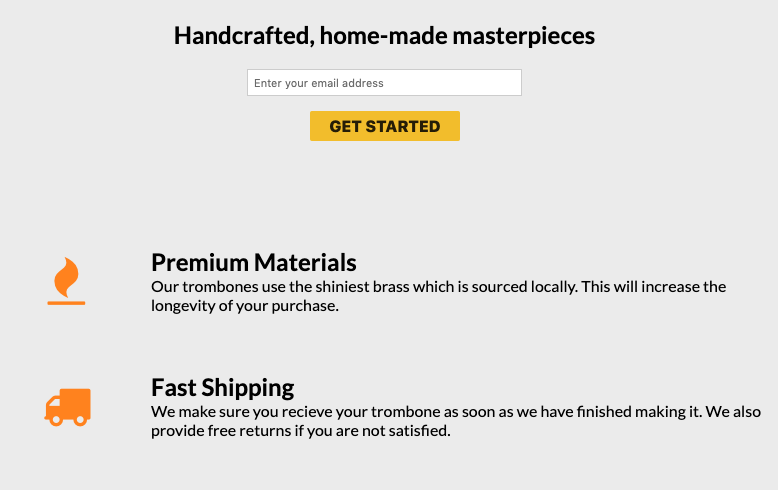 Handcrafted, home-made masterpieces
Enter your email address
GET STARTED
Premium Materials
Our trombones use the shiniest brass which is sourced locally. This will increase the
longevity of your purchase.
Fast Shipping
We make sure you recieve your trombone as soon as we have finished making it. We also
provide free returns if you are not satisfied.